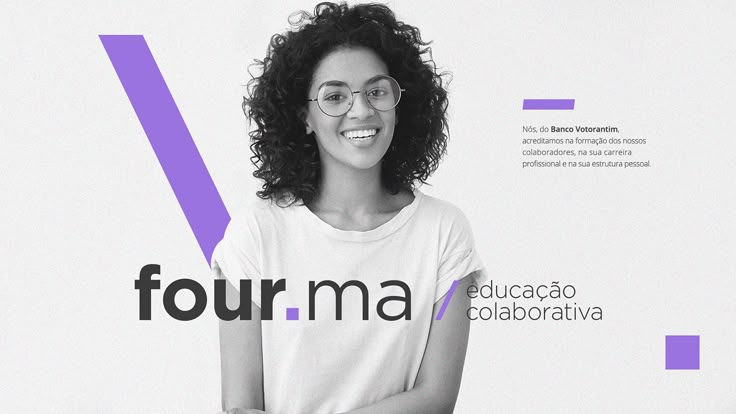 Nós, do Banco Votorantim,
acreditamos na formação dos nossos
colaboradores, na sua carreira
profissional e na sua estrutura pessoal.
four.ma / educação
colaborativa